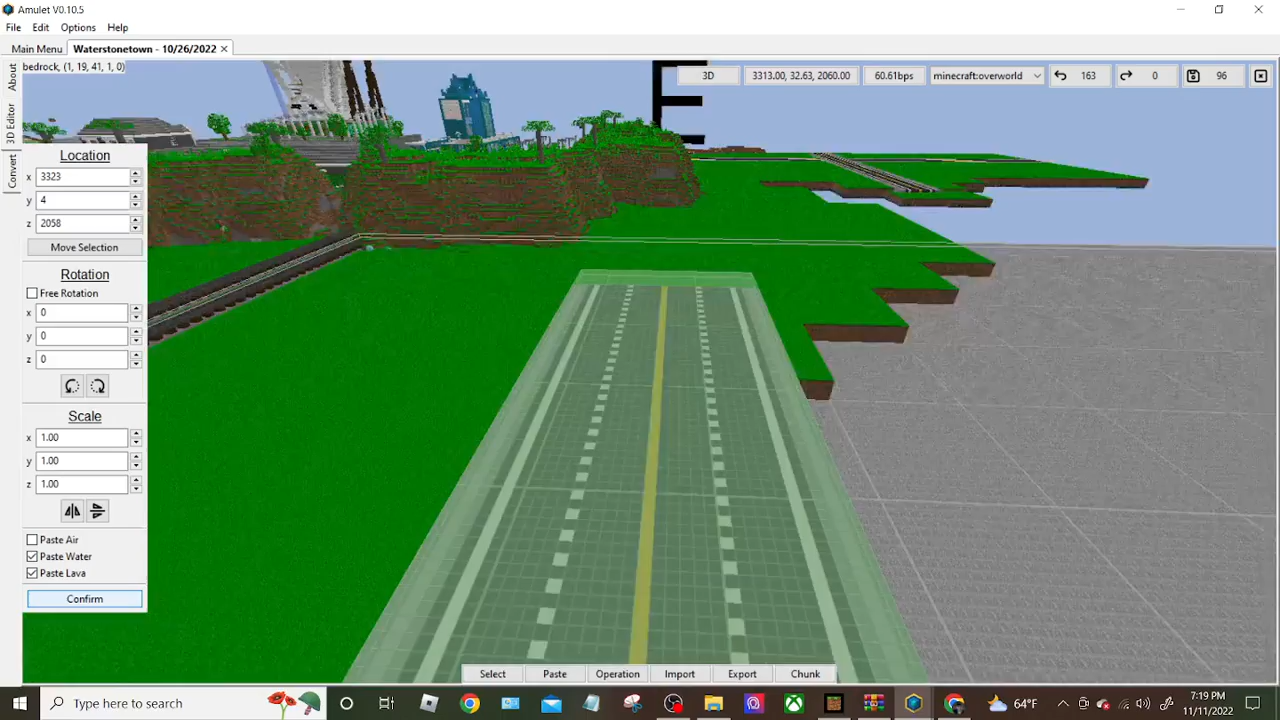 Amulet V0.10.5
File Edit Options Help
Main Menu Waterstonetown - 10/26/2022
bedrock, (1, 19, 41, 1, 0)
3D 3313.00, 32.63, 2060.00 60.61bps minecraft:overworld 163 0 96
About
3D Editor
Convert
Location
x 3323
y 4
z 2058
Move Selection
Rotation
Free Rotation
x 0
y 0
z 0
Scale
x 1.00
y 1.00
z 1.00
Paste Air
Paste Water
Paste Lava
Confirm
E
Select Paste Operation Import Export Chunk
Type here to search
64°F
7:19 PM
11/11/2022